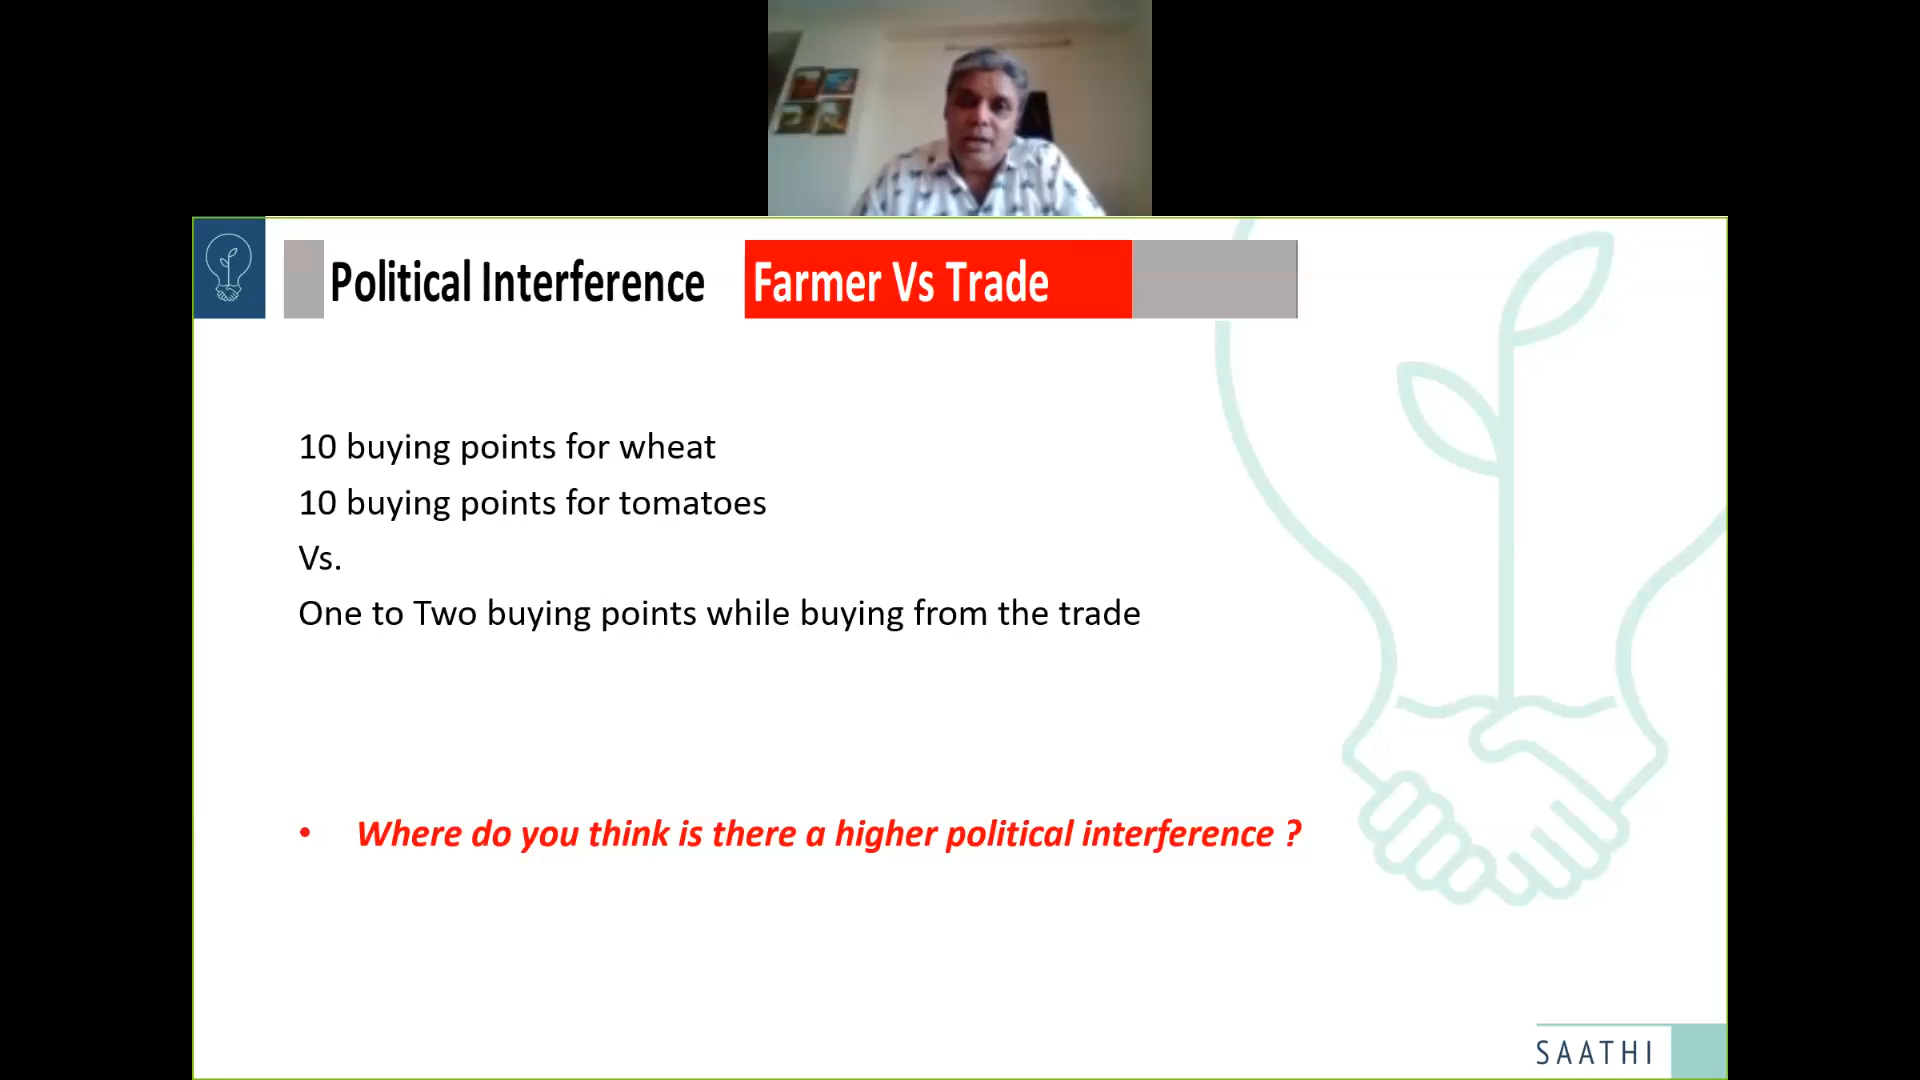 Political Interference Farmer Vs Trade
10 buying points for wheat
10 buying points for tomatoes
Vs.
One to Two buying points while buying from the trade
• Where do you think is there a higher political interference ?
SAATHI